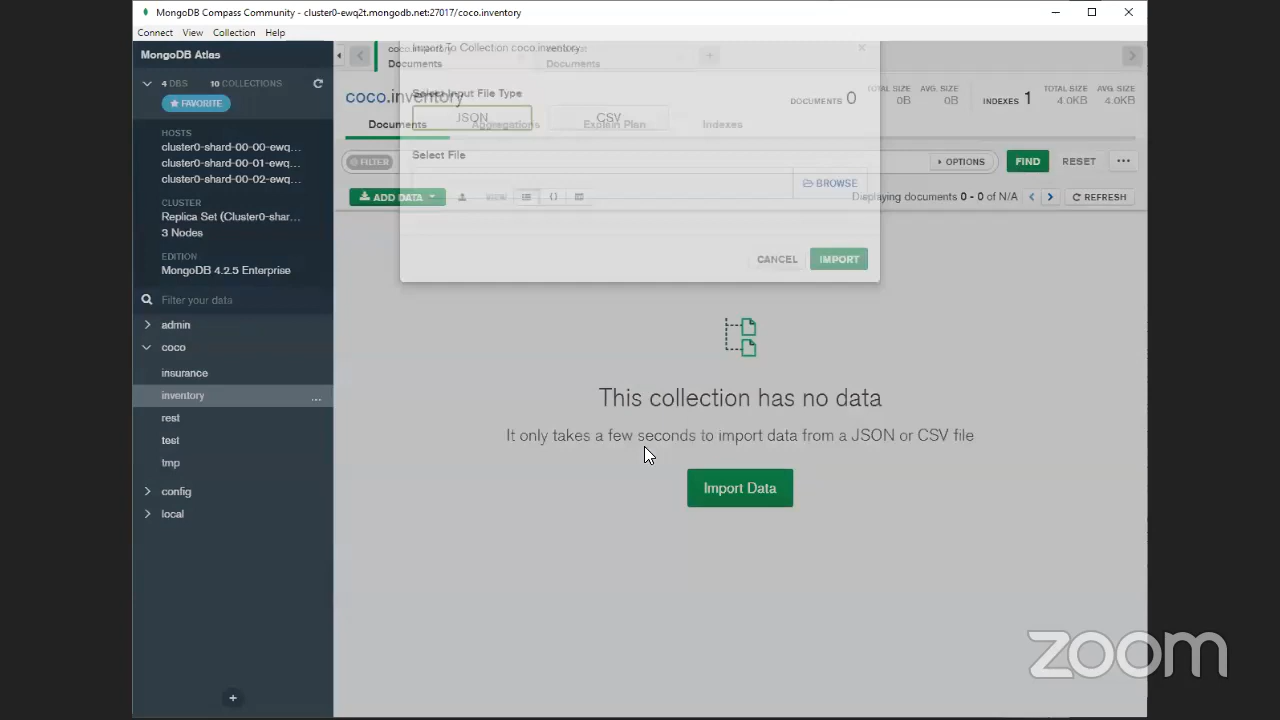 MongoDB Compass Community - cluster0-ewq2t.mongodb.net:27017/coco.inventory
Connect View Collection Help
MongoDB Atlas
4 DBS 10 COLLECTIONS
FAVORITE
HOSTS
cluster0-shard-00-00-ewq...
cluster0-shard-00-01-ewq...
cluster0-shard-00-02-ewq...
CLUSTER
Replica Set (Cluster0-shar...
3 Nodes
EDITION
MongoDB 4.2.5 Enterprise
Filter your data
admin
coco
insurance
inventory ...
rest
test
tmp
config
local
+
Import To Collection coco.inventory
Documents
Documents
coco.inventory
DOCUMENTS 0
TOTAL SIZE
0B
AVG. SIZE
0B
INDEXES 1
TOTAL SIZE
4.0KB
AVG. SIZE
4.0KB
Select Input File Type
JSON CSV
Documents Aggregations Explain Plan Indexes
Select File
FILTER
OPTIONS FIND RESET ...
BROWSE
ADD DATA VIEW {}
Displaying documents 0 - 0 of N/A < > REFRESH
CANCEL IMPORT
This collection has no data
It only takes a few seconds to import data from a JSON or CSV file
Import Data
zoom